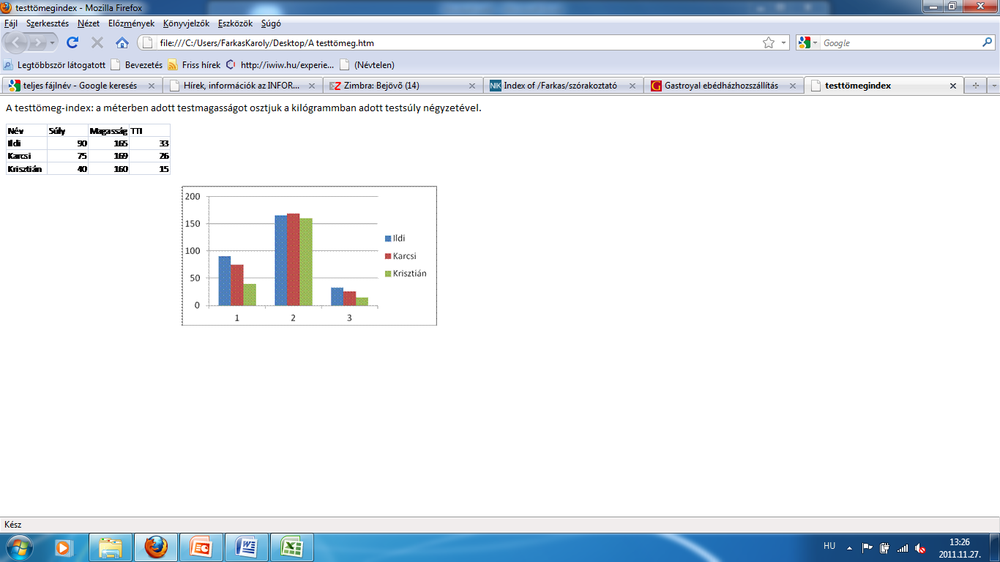 testtömegindex - Mozilla Firefox
Fájl Szerkesztés Nézet Előzmények Könyvjelzők Eszközök Súgó
file:///C:/Users/FarkasKaroly/Desktop/A testtömeg.htm
Google
Legtöbbször látogatott Bevezetés Friss hírek http://iwiw.hu/experie... (Névtelen)
teljes fájlnév - Google keresés
Hírek, információk az INFOR...
Zimbra: Bejövő (14)
NIK Index of /Farkas/szórakoztató
G Gastroyal ebédházhozszállítás
testtömegindex
A testtömeg-index: a méterben adott testmagasságot osztjuk a kilógrammban adott testsúly négyzetével.
Név Súly Magasság TTI
Ildi 90 165 33
Karcsi 75 169 26
Krisztián 40 160 15
200
150
100
50
0
1 2 3
Ildi
Karcsi
Krisztián
Kész
HU
13:26
2011.11.27.